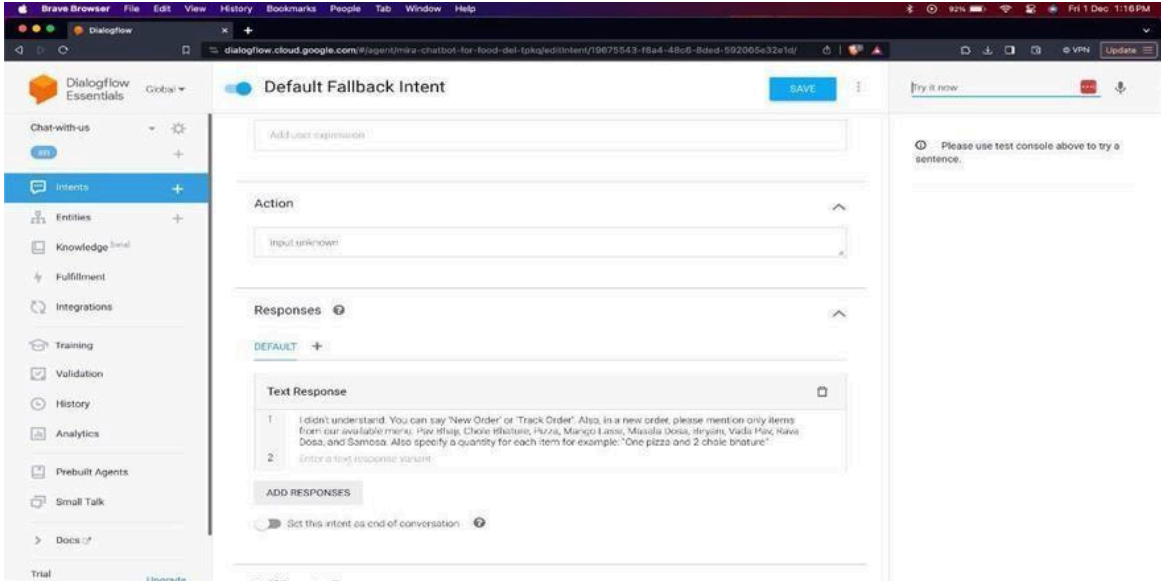 Brave Browser File Edit View History Bookmarks People Tab Window Help 92% Fri 1 Dec 1:16 PM
Dialogflow
dialogflow.cloud.google.com/#/agent/mira-chatbot-for-food-del-tpkq/editIntent/ VPN Update
Dialogflow Essentials
Global
Default Fallback Intent
SAVE
Try it now
Chat-with-us
en
Add user expression
Please use test console above to try a
sentence.
Intents
Entities
Knowledge
Fulfillment
Integrations
Training
Validation
History
Analytics
Prebuilt Agents
Small Talk
Docs
Trial
Upgrade
Action
input.unknown
Responses
DEFAULT
Text Response
1 I didn't understand. You can say 'New Order' or 'Track Order'. Also, in a new order, please mention only items
from our available menu: Pav Bhaji, Chole Bhature, Pizza, Mango Lassi, Masala Dosa, Biryani, Vada Pav, Rava
Dosa, and Samosa. Also specify a quantity for each item for example: "One pizza and 2 chole bhature"
2 Enter a text response variant
ADD RESPONSES
Set this intent as end of conversation